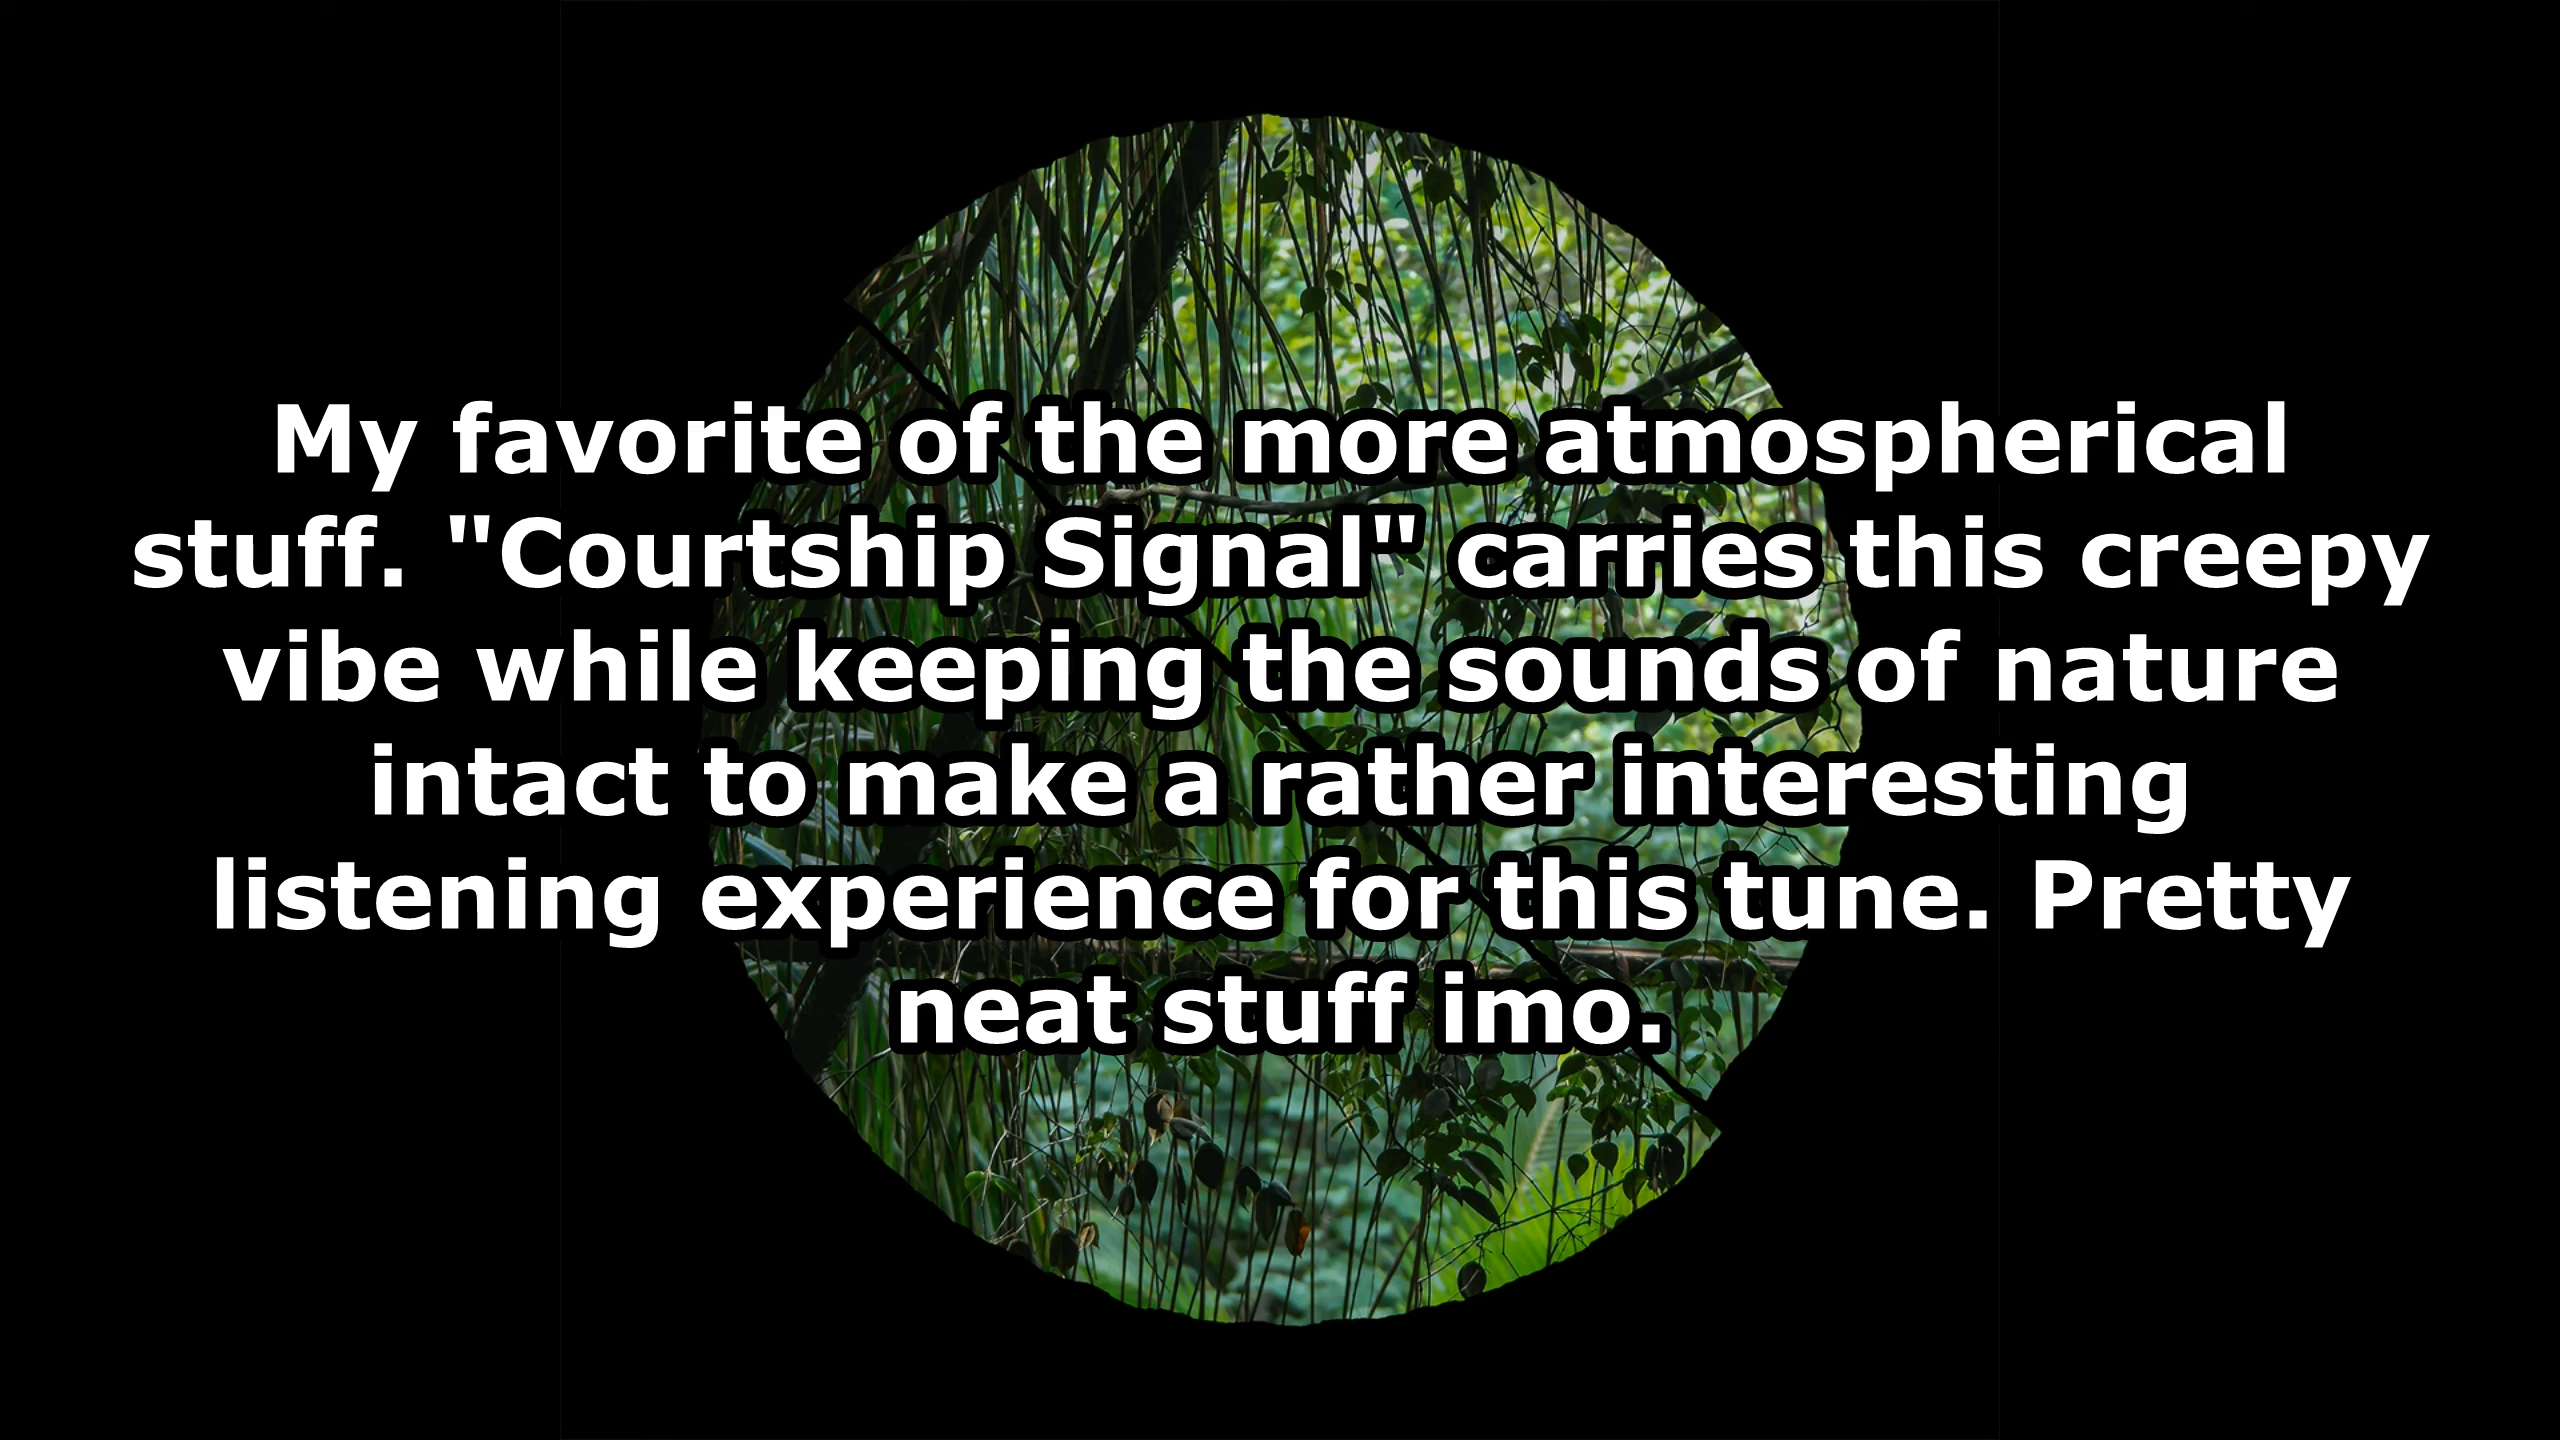 My favorite of the more atmospherical
stuff. "Courtship Signal" carries this creepy
vibe while keeping the sounds of nature
intact to make a rather interesting
listening experience for this tune. Pretty
neat stuff imo.